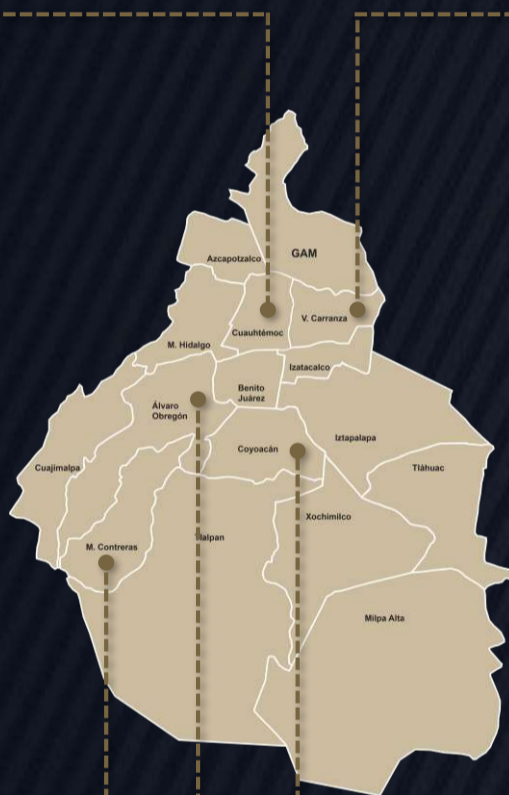 GAM
Azcapotzalco
V. Carranza
Cuauhtémoc
M. Hidalgo
Izatacalco
Benito
Juárez
Álvaro
Obregón
Iztapalapa
Coyoacán
Cuajimalpa
Tláhuac
Xochimilco
Tlalpan
M. Contreras
Milpa Alta